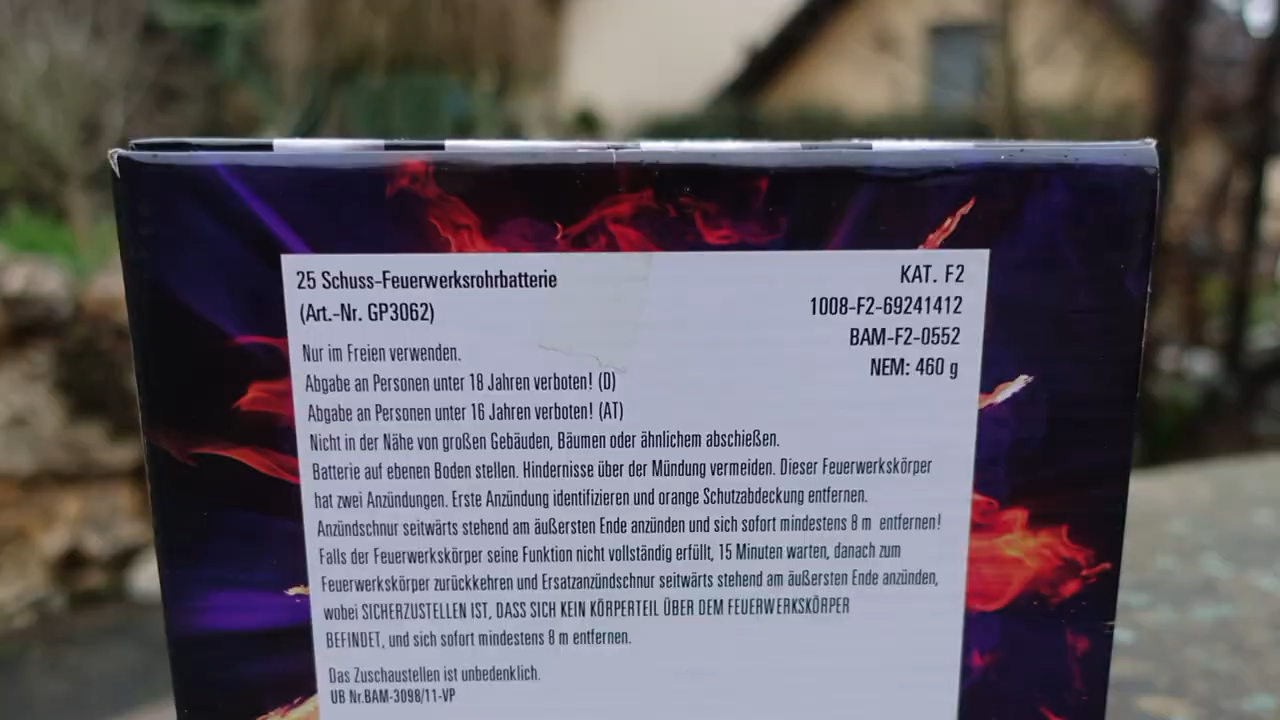 25 Schuss-Feuerwerksrohrbatterie
(Art.-Nr. GP3062)
KAT. F2
1008-F2-69241412
BAM-F2-0552
NEM: 460 g
Nur im Freien verwenden.
Abgabe an Personen unter 18 Jahren verboten! (D)
Abgabe an Personen unter 16 Jahren verboten! (AT)
Nicht in der Nähe von großen Gebäuden, Bäumen oder ähnlichem abschießen.
Batterie auf ebenen Boden stellen. Hindernisse über der Mündung vermeiden. Dieser Feuerwerkskörper
hat zwei Anzündungen. Erste Anzündung identifizieren und orange Schutzabdeckung entfernen.
Anzündschnur seitwärts stehend am äußersten Ende anzünden und sich sofort mindestens 8 m entfernen!
Falls der Feuerwerkskörper seine Funktion nicht vollständig erfüllt, 15 Minuten warten, danach zum
Feuerwerkskörper zurückkehren und Ersatzanzündschnur seitwärts stehend am äußersten Ende anzünden,
wobei SICHERZUSTELLEN IST, DASS SICH KEIN KÖRPERTEIL ÜBER DEM FEUERWERKSKÖRPER
BEFINDET, und sich sofort mindestens 8 m entfernen.
Das Zuschaustellen ist unbedenklich.
UB Nr.BAM-3098/11-VP